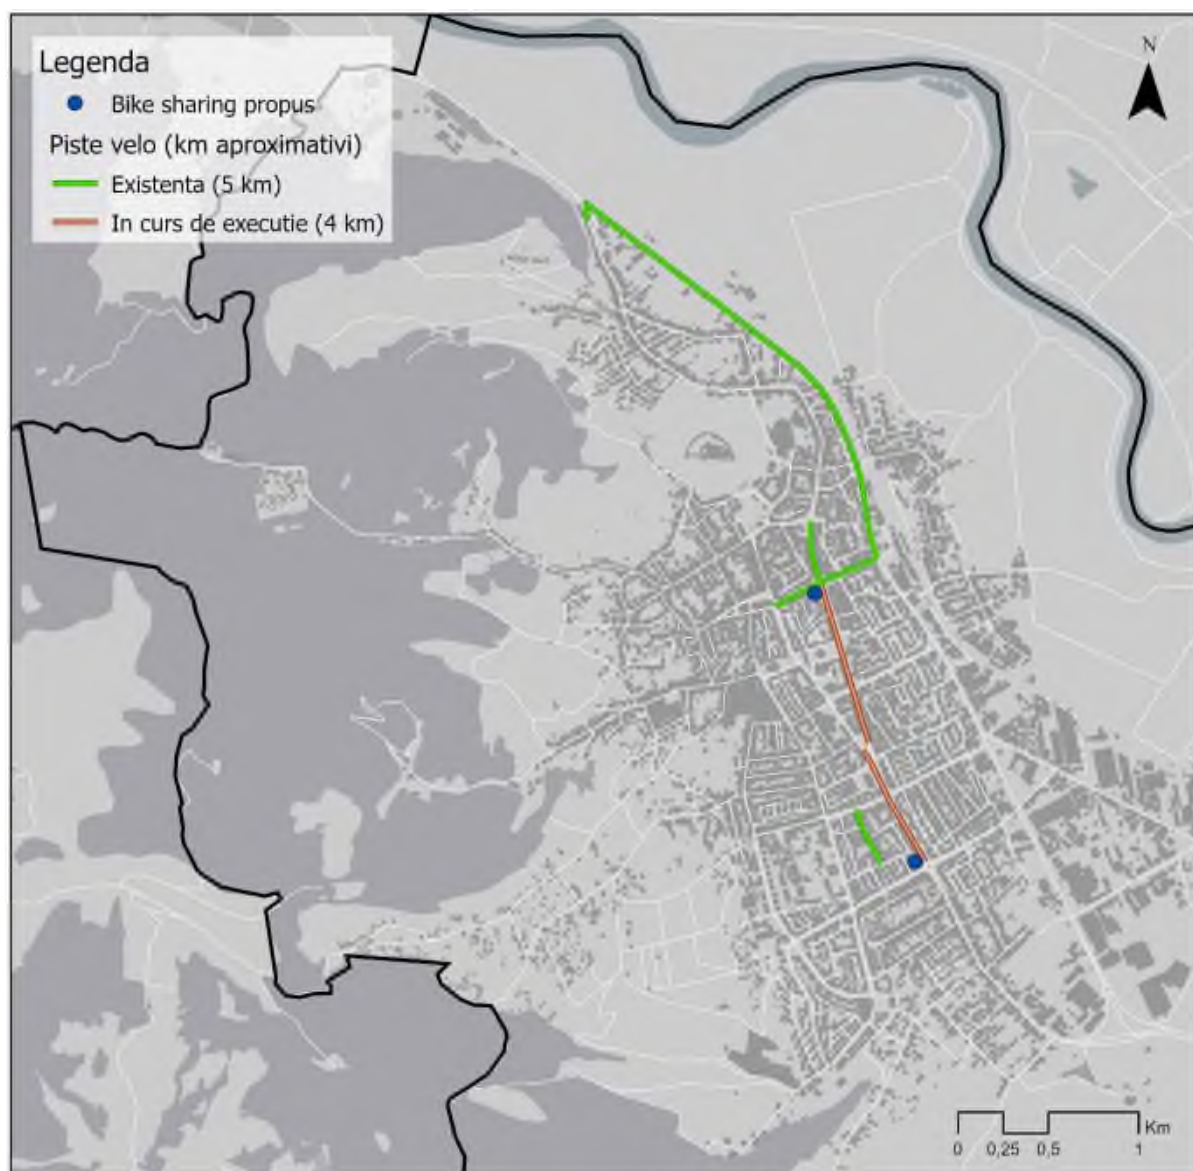 Legenda
Bike sharing propus
Piste velo (km aproximativi)
Existenta (5 km)
In curs de executie (4 km)
N
Km
0 0,25 0,5 1